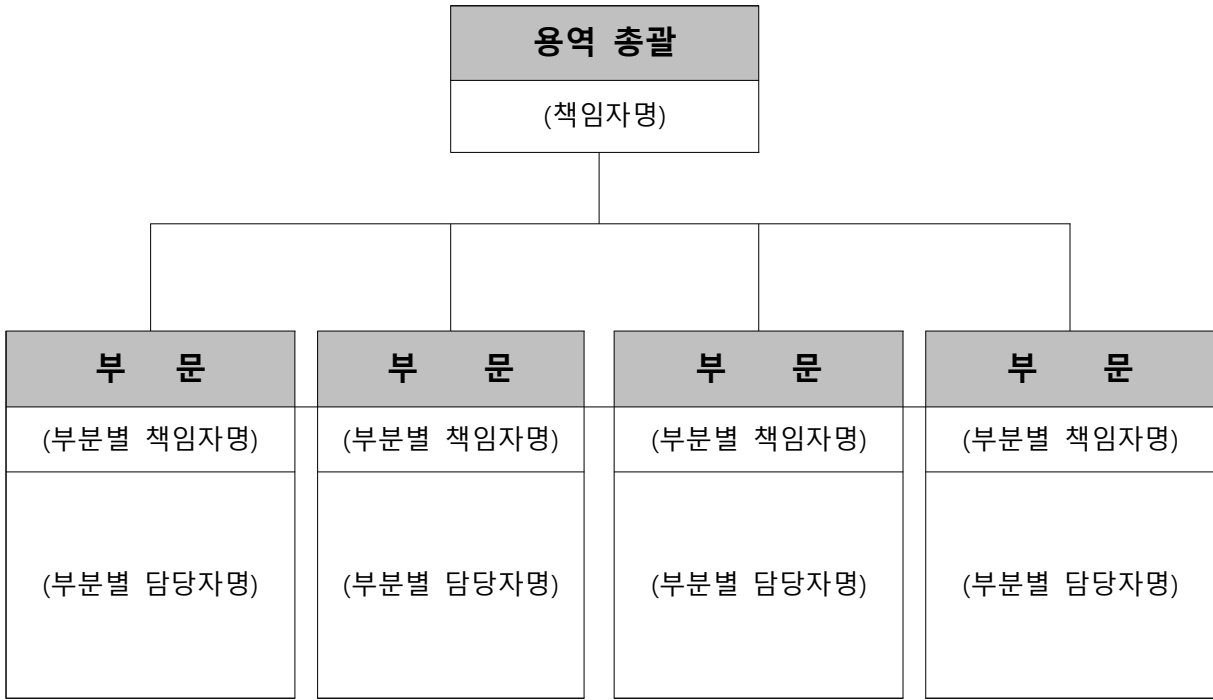 용역 총괄
(책임자명)
부 문 부 문 부 문 부 문
(부분별 책임자명) (부분별 책임자명) (부분별 책임자명) (부분별 책임자명)
(부분별 담당자명) (부분별 담당자명) (부분별 담당자명) (부분별 담당자명)